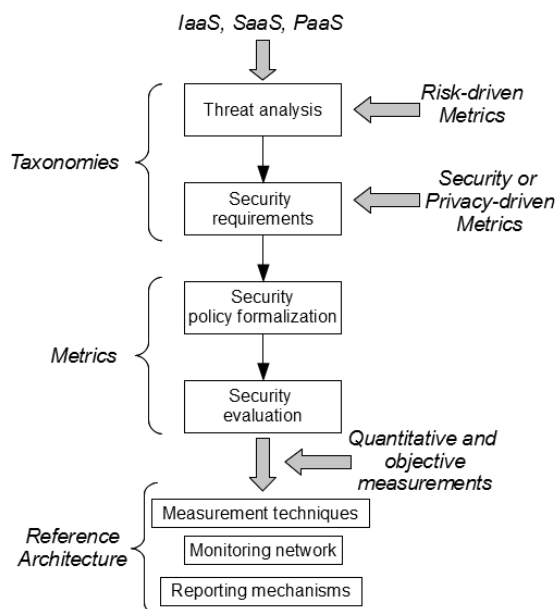 IaaS, SaaS, PaaS
Threat analysis
Risk-driven
Metrics
Taxonomies
Security
requirements
Security or
Privacy-driven
Metrics
Security
policy formalization
Metrics
Security
evaluation
Quantitative and
objective
measurements
Measurement techniques
Reference
Architecture
Monitoring network
Reporting mechanisms